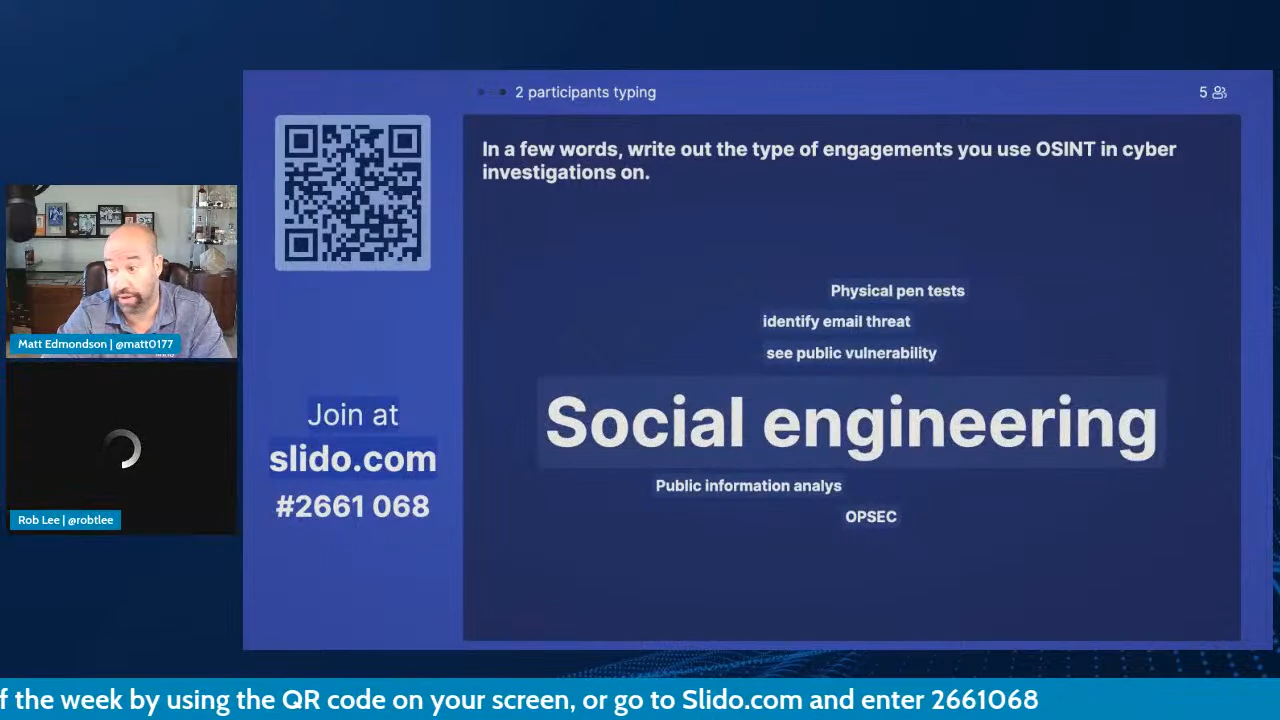 2 participants typing
5
In a few words, write out the type of engagements you use OSINT in cyber
investigations on.
Physical pen tests
identify email threat
see public vulnerability
Social engineering
Public information analys
OPSEC
Join at
slido.com
#2661 068
Matt Edmondson | @matt0177
Rob Lee | @robtlee
f the week by using the QR code on your screen, or go to Slido.com and enter 2661068